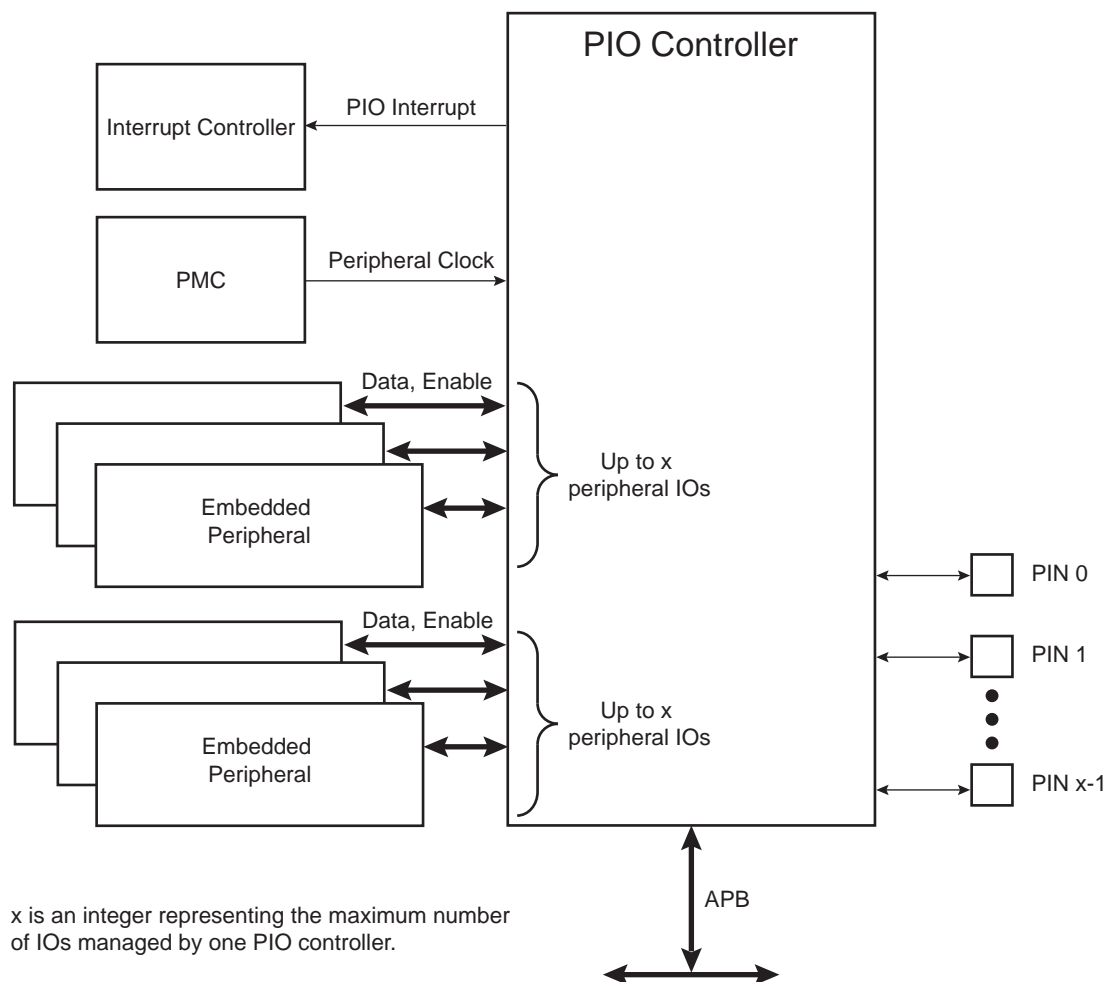 PIO Controller
Interrupt Controller
PIO Interrupt
PMC
Peripheral Clock
Data, Enable
Embedded
Peripheral
Up to x
peripheral IOs
PIN 0
Data, Enable
Embedded
Peripheral
Up to x
peripheral IOs
PIN 1
PIN x-1
APB
x is an integer representing the maximum number
of IOs managed by one PIO controller.